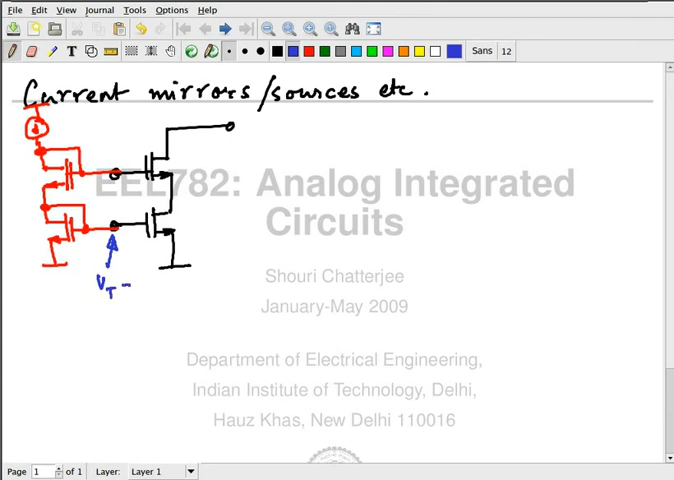 File Edit View Journal Tools Options Help
Sans 12
Current mirrors/sources etc.
EEL782: Analog Integrated
Circuits
V_T -
Shouri Chatterjee
January-May 2009
Department of Electrical Engineering,
Indian Institute of Technology, Delhi,
Hauz Khas, New Delhi 110016
Page 1 of 1 Layer: Layer 1